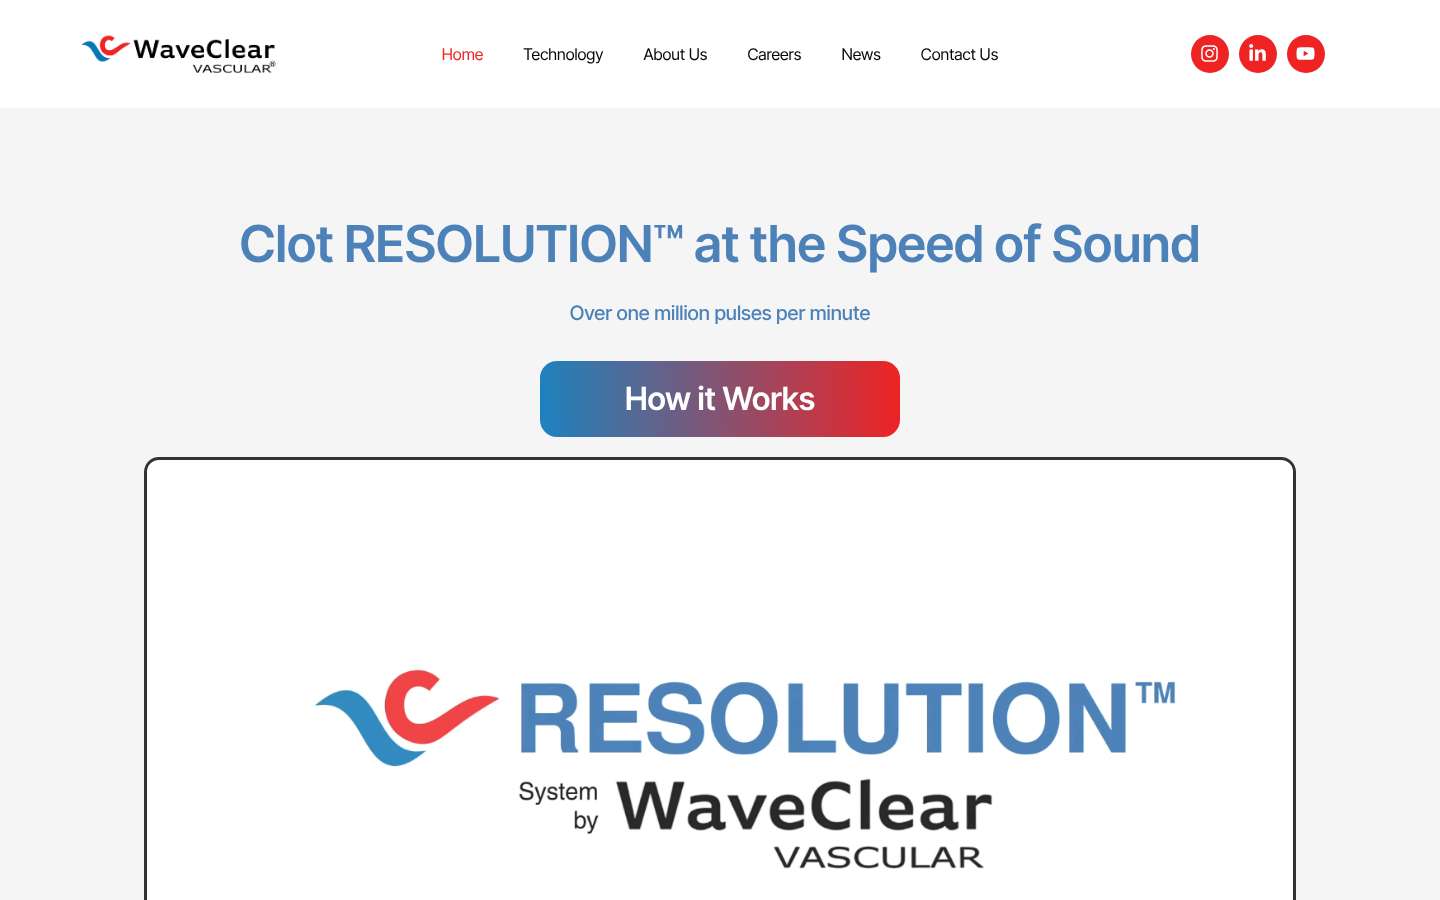 WaveClear
VASCULAR®
Home
Technology
About Us
Careers
News
Contact Us
in
Clot RESOLUTION™ at the Speed of Sound
Over one million pulses per minute
How it Works
RESOLUTION™
System
by
WaveClear
VASCULAR